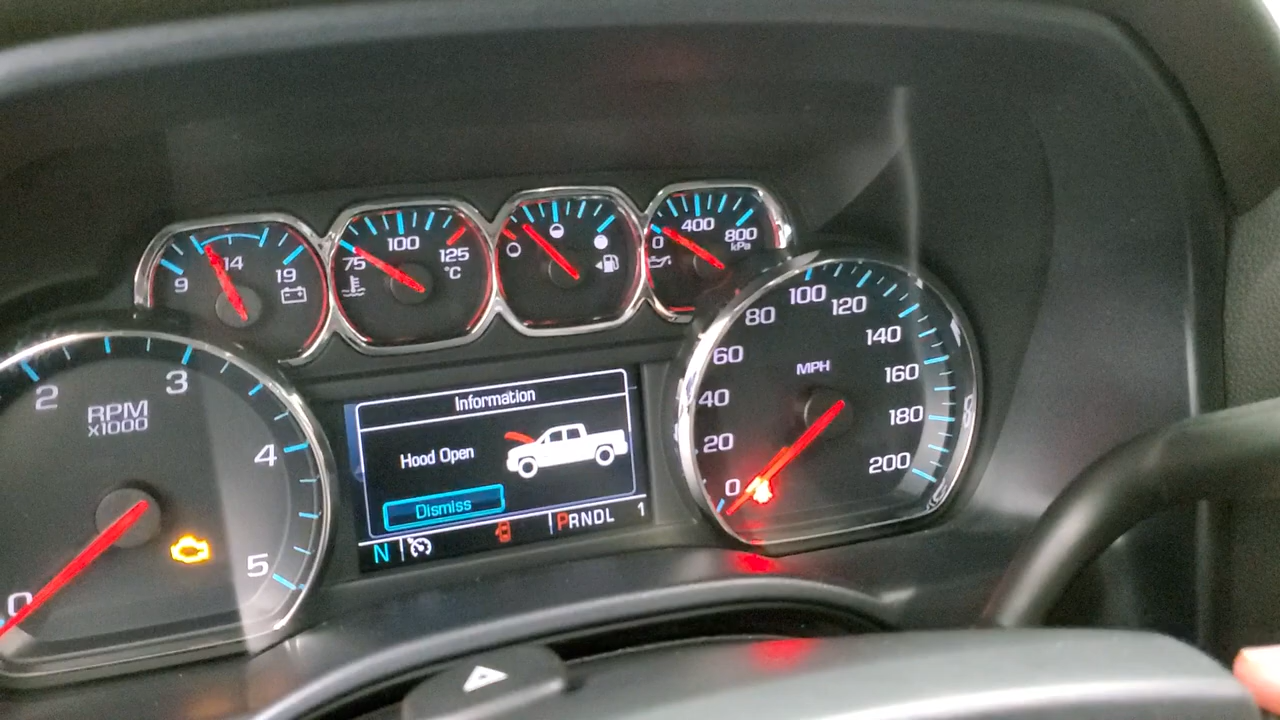 9 14 19
75 100 125
°C
0 400 800
kPa
2 3 4 5 0
RPM
x1000
Information
Hood Open
Dismiss
N PRNDL 1
0 20 40 60 80 100 120 140 160 180 200
MPH